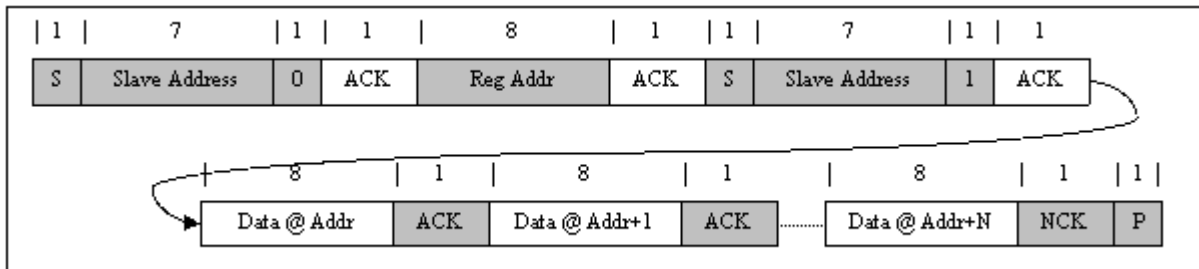 | 1 | 7 | 1 | 1 | 8 | 1 | 1 | 7 | 1 | 1
S Slave Address 0 ACK Reg Addr ACK S Slave Address 1 ACK
| 8 | 1 | 8 | 1 | 8 | 1 | 1 |
Data @ Addr ACK Data @ Addr+1 ACK Data @ Addr+N NCK P